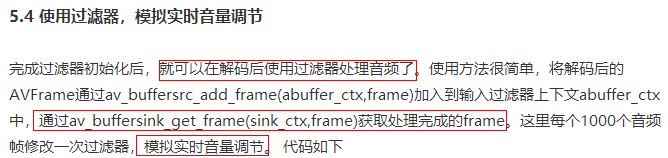 5.4 使用过滤器，模拟实时音量调节
完成过滤器初始化后，就可以在解码后使用过滤器处理音频了。使用方法很简单，将解码后的
AVFrame通过av_buffersrc_add_frame(abuffer_ctx,frame)加入到输入过滤器上下文abuffer_ctx
中，通过av_buffersink_get_frame(sink_ctx,frame)获取处理完成的frame。这里每个1000个音频
帧修改一次过滤器，模拟实时音量调节。 代码如下